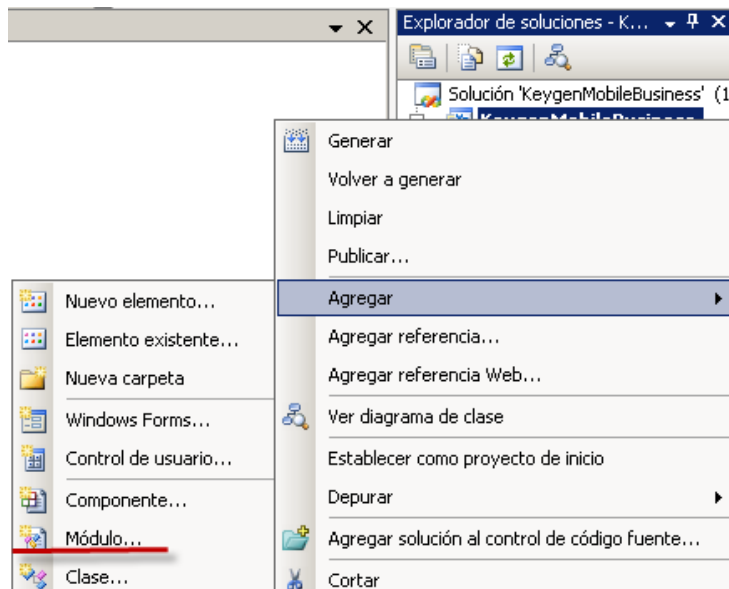 Explorador de soluciones - K...
Solución 'KeygenMobileBusiness' (1
KeygenMobileBusiness
Generar
Volver a generar
Limpiar
Publicar...
Agregar
Agregar referencia...
Agregar referencia Web...
Ver diagrama de clase
Establecer como proyecto de inicio
Depurar
Agregar solución al control de código fuente...
Cortar
Nuevo elemento...
Elemento existente...
Nueva carpeta
Windows Forms...
Control de usuario...
Componente...
Módulo...
Clase...